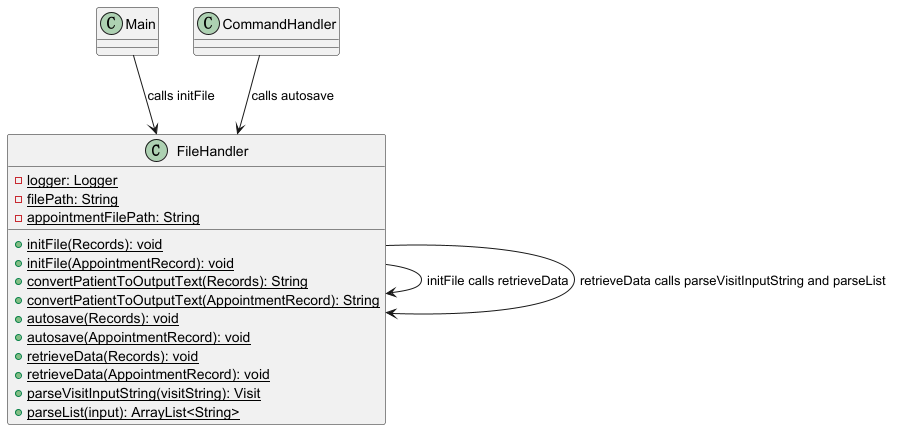 C Main
C CommandHandler
calls initFile
calls autosave
C FileHandler
logger: Logger
filePath: String
appointmentFilePath: String
initFile(Records): void
initFile(AppointmentRecord): void
convertPatientToOutputText(Records): String
convertPatientToOutputText(AppointmentRecord): String
autosave(Records): void
autosave(AppointmentRecord): void
retrieveData(Records): void
retrieveData(AppointmentRecord): void
parseVisitInputString(visitString): Visit
parseList(input): ArrayList<String>
initFile calls retrieveData
retrieveData calls parseVisitInputString and parseList